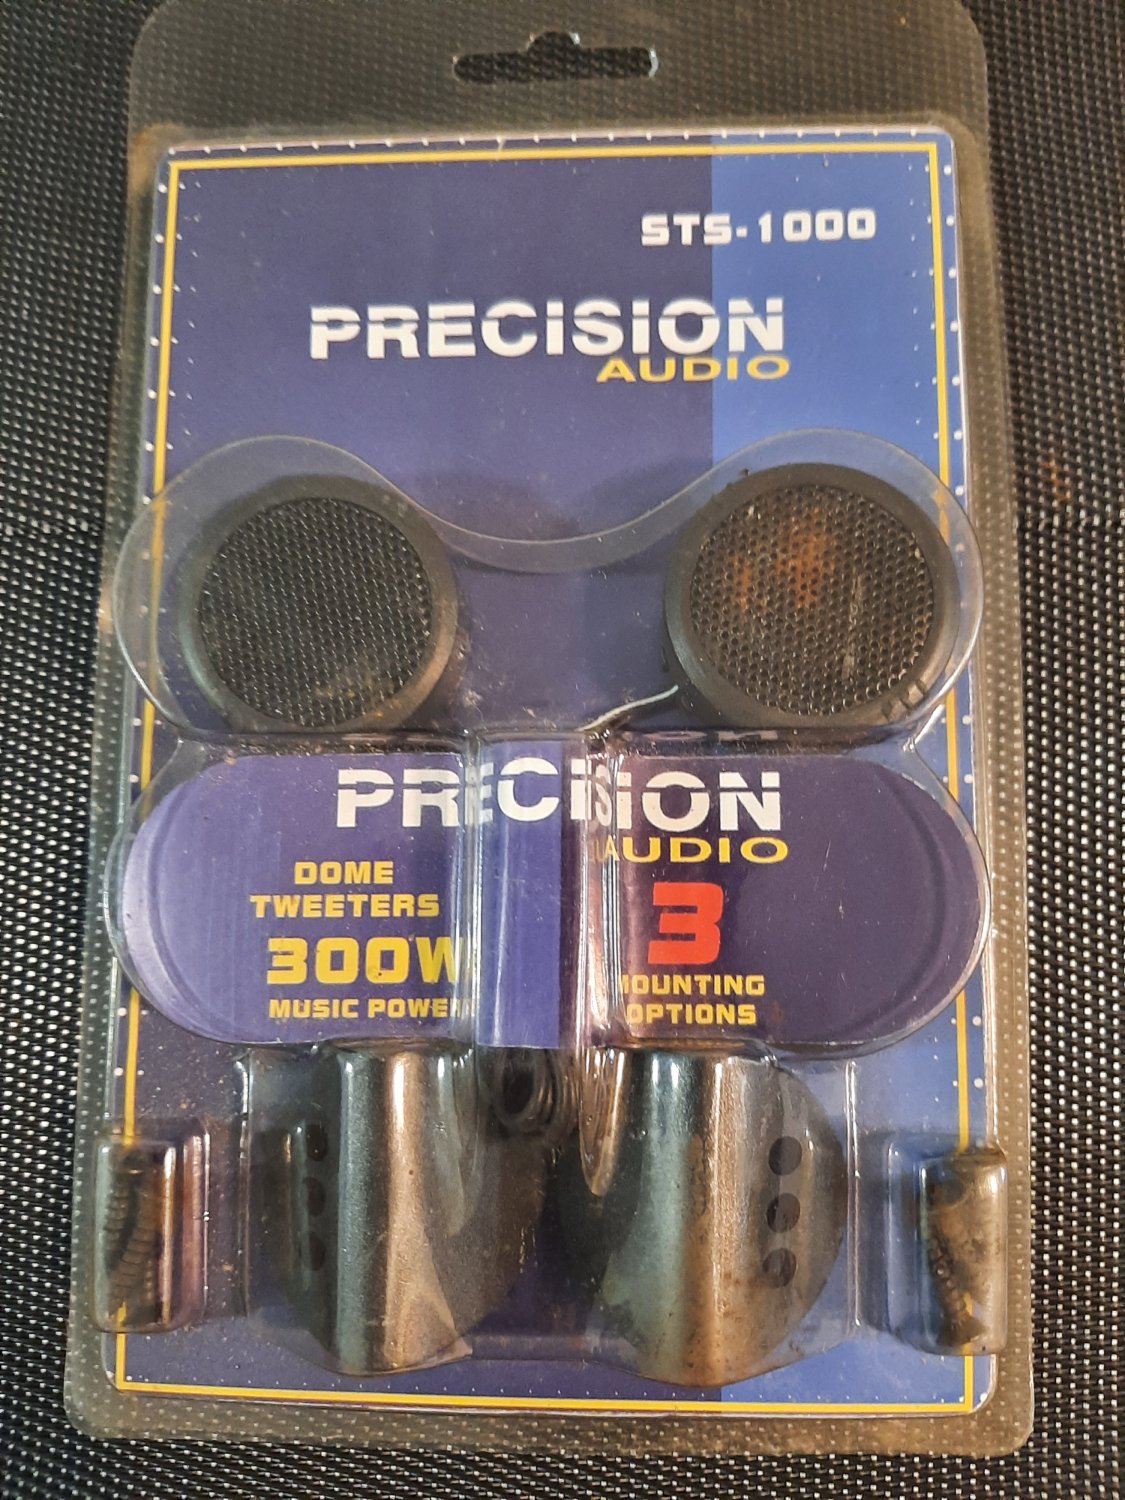 STS-1000
PRECISION
AUDIO
PRECISION
AUDIO
DOME
TWEETERS
300W
MUSIC POWER
3
MOUNTING
OPTIONS